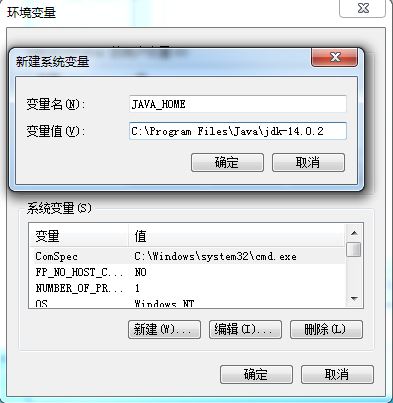 环境变量
新建系统变量
变量名(N):
JAVA_HOME
变量值(V):
C:\Program Files\Java\jdk-14.0.2
确定
取消
系统变量(S)
变量
值
ComSpec
C:\Windows\system32\cmd.exe
FP_NO_HOST_C...
NO
NUMBER_OF_PR...
1
OS
Windows_NT
新建(W)...
编辑(I)...
删除(L)
确定
取消